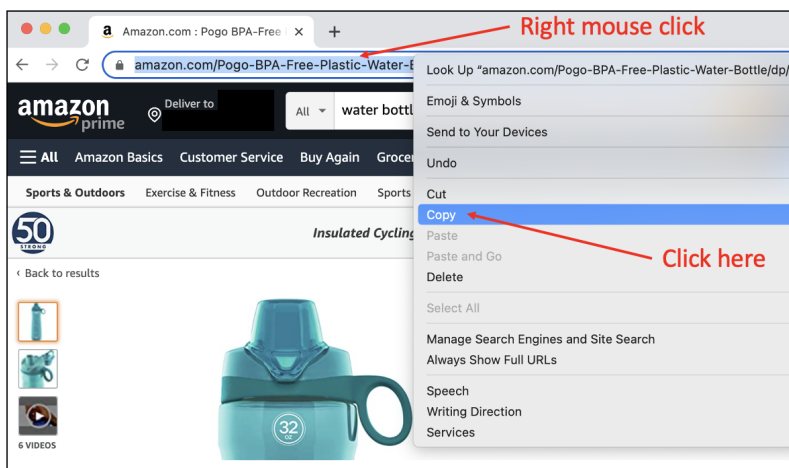 Right mouse click
Amazon.com : Pogo BPA-Free
amazon.com/Pogo-BPA-Free-Plastic-Water-B
Look Up "amazon.com/Pogo-BPA-Free-Plastic-Water-Bottle/dp/
Emoji & Symbols
Send to Your Devices
Undo
Cut
Copy
Paste
Paste and Go
Click here
Delete
Select All
Manage Search Engines and Site Search
Always Show Full URLs
Speech
Writing Direction
Services
amazon
prime
Deliver to
All
water bottl
All Amazon Basics Customer Service Buy Again Grocer
Sports & Outdoors Exercise & Fitness Outdoor Recreation Sports
50
STRONG
Insulated Cycling
‹ Back to results
32
OZ
6 VIDEOS